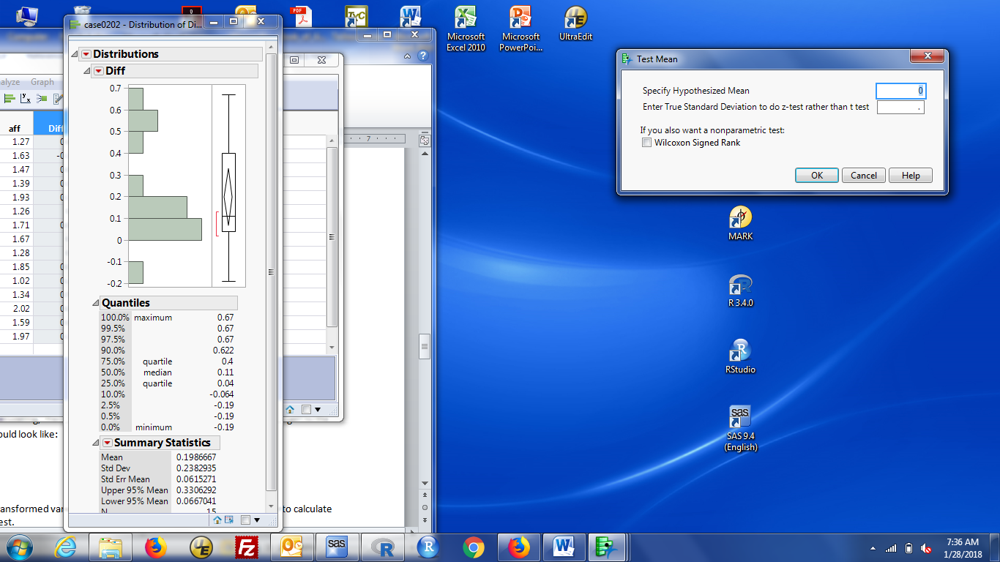 case0202 - Distribution of Di...
Distributions
Diff
0.7
0.6
0.5
0.4
0.3
0.2
0.1
0
-0.1
-0.2
Quantiles
100.0% maximum 0.67
99.5% 0.67
97.5% 0.67
90.0% 0.622
75.0% quartile 0.4
50.0% median 0.11
25.0% quartile 0.04
10.0% -0.064
2.5% -0.19
0.5% -0.19
0.0% minimum -0.19
Summary Statistics
Mean 0.1986667
Std Dev 0.2382935
Std Err Mean 0.0615271
Upper 95% Mean 0.3306292
Lower 95% Mean 0.0667041
N 15
alyze Graph
aff Diff
1.27 0
1.63 -0
1.47 0
1.39 0
1.93 0
1.26
1.71 0
1.67
1.28
1.85 0
1.02 0
1.34 0
2.02 0
1.59 0
1.97 0
7
ould look like:
ansformed var
to calculate
est.
PDF
TyC
Microsoft
Excel 2010
Microsoft
PowerPoi...
UltraEdit
Test Mean
Specify Hypothesized Mean 0
Enter True Standard Deviation to do z-test rather than t test .
If you also want a nonparametric test:
Wilcoxon Signed Rank
OK Cancel Help
MARK
R 3.4.0
RStudio
sas
SAS 9.4
(English)
UE
Fz
sas
R
R
W
7:36 AM
1/28/2018